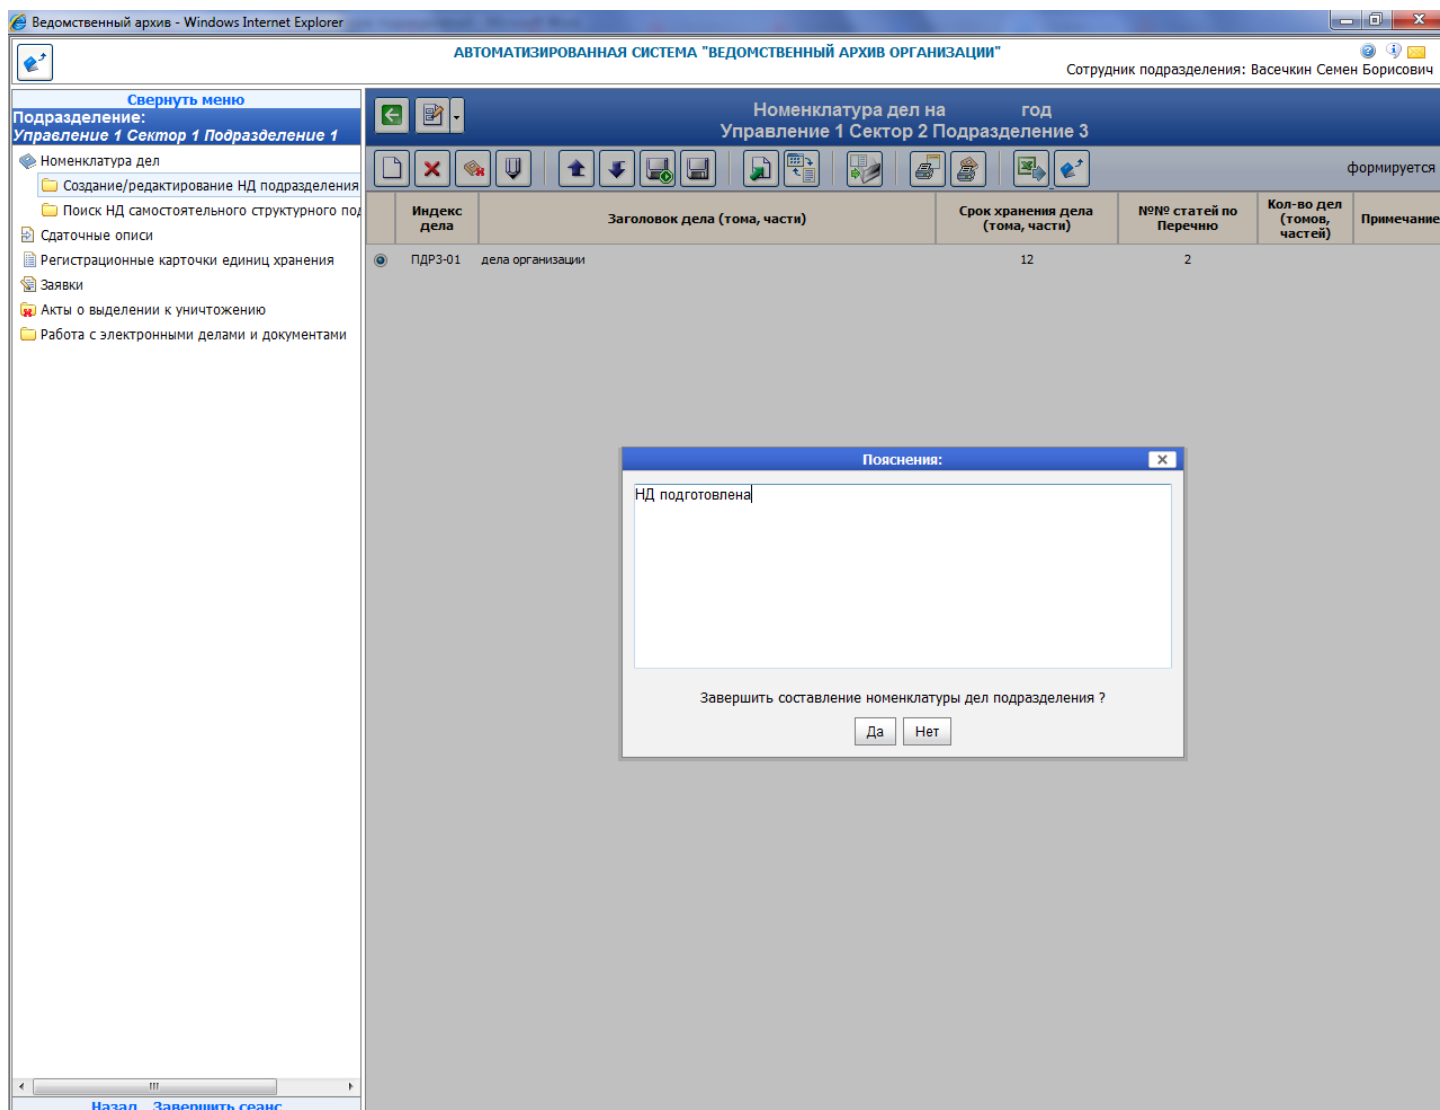 Ведомственный архив - Windows Internet Explorer
АВТОМАТИЗИРОВАННАЯ СИСТЕМА "ВЕДОМСТВЕННЫЙ АРХИВ ОРГАНИЗАЦИИ"
Сотрудник подразделения: Васечкин Семен Борисович
Свернуть меню
Подразделение:
Управление 1 Сектор 1 Подразделение 1
Номенклатура дел
Создание/редактирование НД подразделения
Поиск НД самостоятельного структурного под
Сдаточные описи
Регистрационные карточки единиц хранения
Заявки
Акты о выделении к уничтожению
Работа с электронными делами и документами
Назад Завершить сеанс
Номенклатура дел на год
Управление 1 Сектор 2 Подразделение 3
формируется
Индекс дела
Заголовок дела (тома, части)
Срок хранения дела (тома, части)
№№ статей по Перечню
Кол-во дел (томов, частей)
Примечание
ПДР3-01 дела организации 12 2
Пояснения:
НД подготовлена
Завершить составление номенклатуры дел подразделения ?
Да Нет